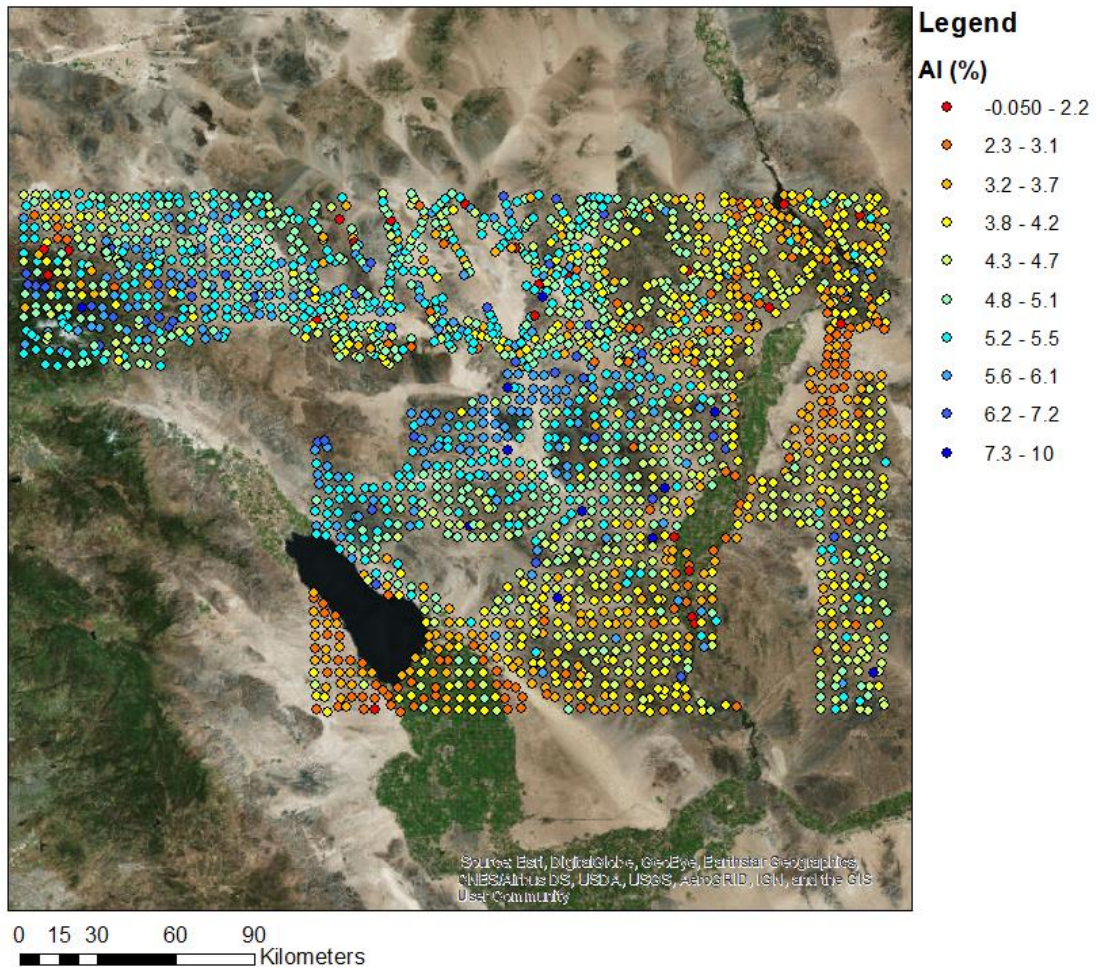 Legend
Al (%)
-0.050 - 2.2
2.3 - 3.1
3.2 - 3.7
3.8 - 4.2
4.3 - 4.7
4.8 - 5.1
5.2 - 5.5
5.6 - 6.1
6.2 - 7.2
7.3 - 10
Source: Esri, DigitalGlobe, GeoEye, Earthstar Geographics,
CNES/Airbus DS, USDA, USGS, AeroGRID, IGN, and the GIS
User Community
0 15 30 60 90
Kilometers